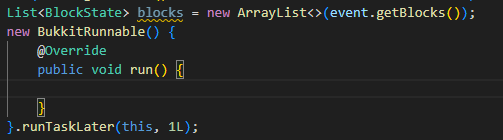 List<BlockState> blocks = new ArrayList<>(event.getBlocks());
new BukkitRunnable() {
@Override
public void run() {
}
}.runTaskLater(this, 1L);